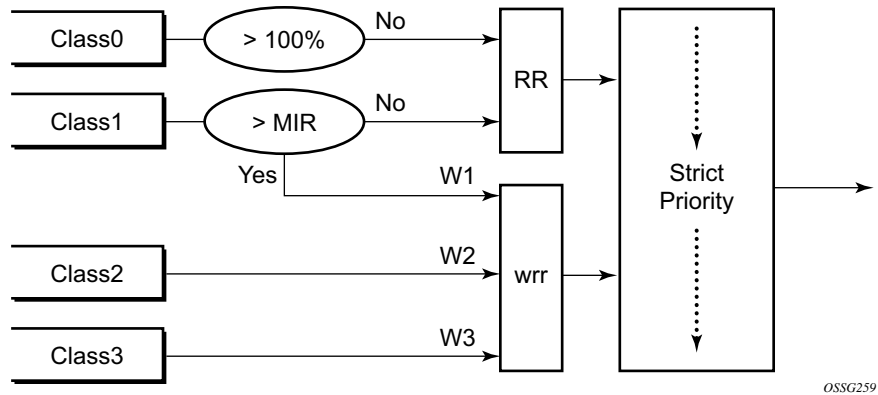 Class0
> 100%
No
RR
Class1
> MIR
No
Yes
W1
Strict
Priority
Class2
W2
wrr
Class3
W3
OSSG259